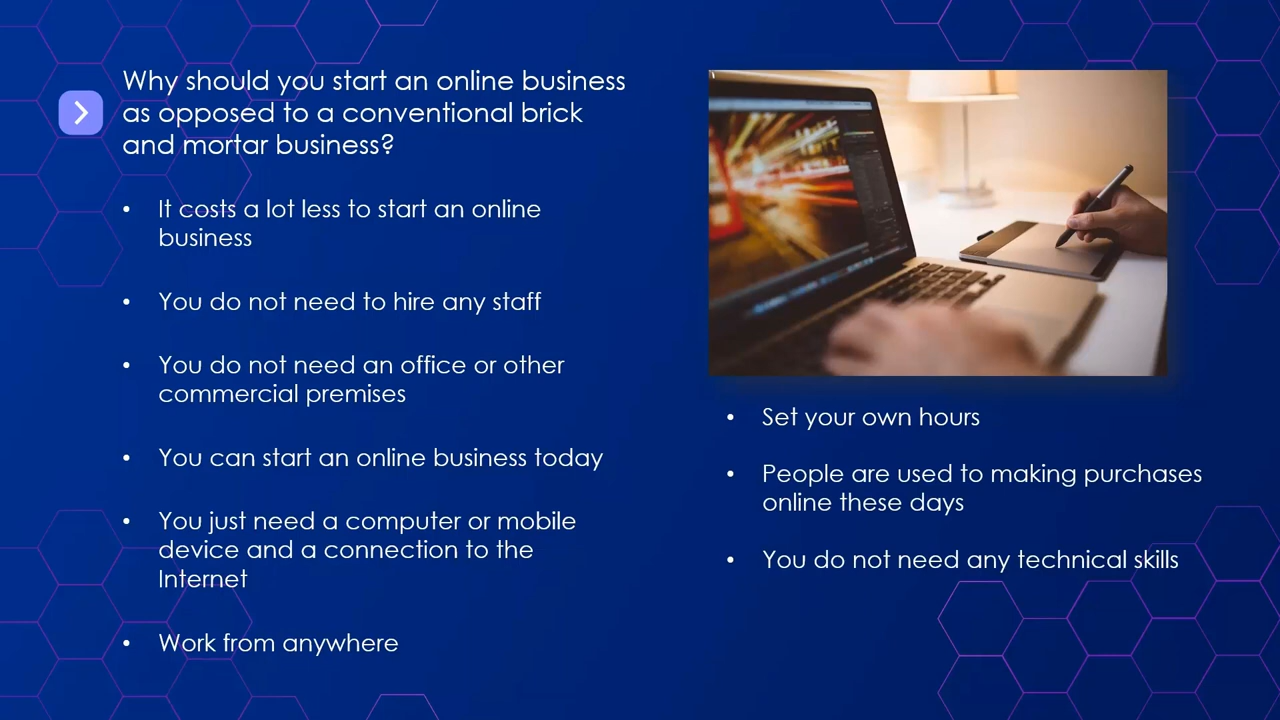 Why should you start an online business
as opposed to a conventional brick
and mortar business?
• It costs a lot less to start an online
business
• You do not need to hire any staff
• You do not need an office or other
commercial premises
• You can start an online business today
• You just need a computer or mobile
device and a connection to the
Internet
• Work from anywhere
• Set your own hours
• People are used to making purchases
online these days
• You do not need any technical skills